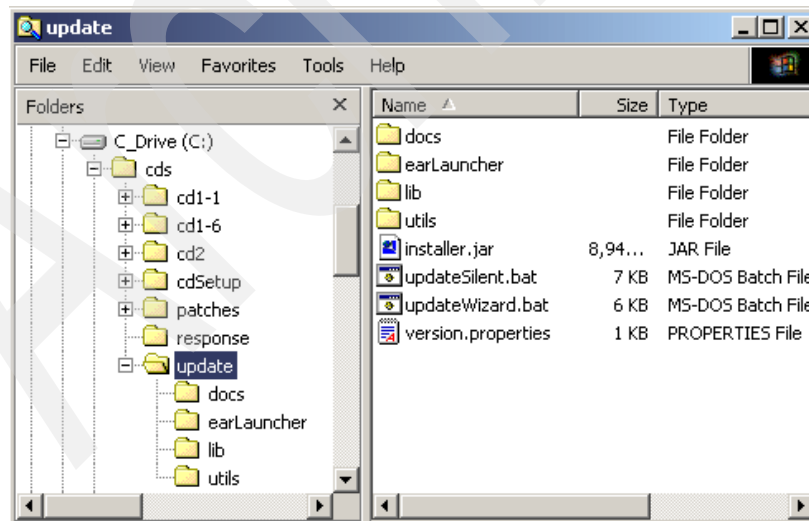 update
File Edit View Favorites Tools Help
Folders
C_Drive (C:)
cds
cd1-1
cd1-6
cd2
cdSetup
patches
response
update
docs
earLauncher
lib
utils
Name Size Type
docs File Folder
earLauncher File Folder
lib File Folder
utils File Folder
installer.jar 8,94... JAR File
updateSilent.bat 7 KB MS-DOS Batch File
updateWizard.bat 6 KB MS-DOS Batch File
version.properties 1 KB PROPERTIES File